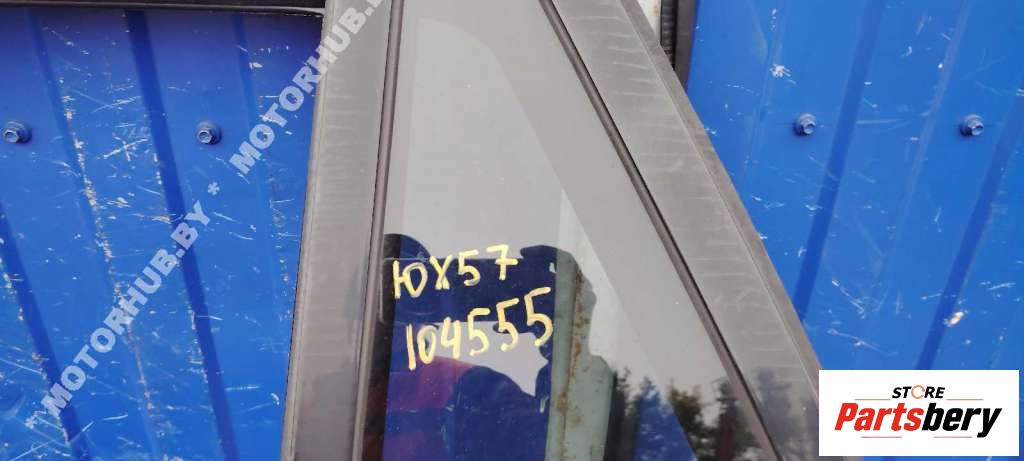 MOTORHUB.BY * MOTORHUB.BY
ЮХ57
104555
STORE
Partsbery